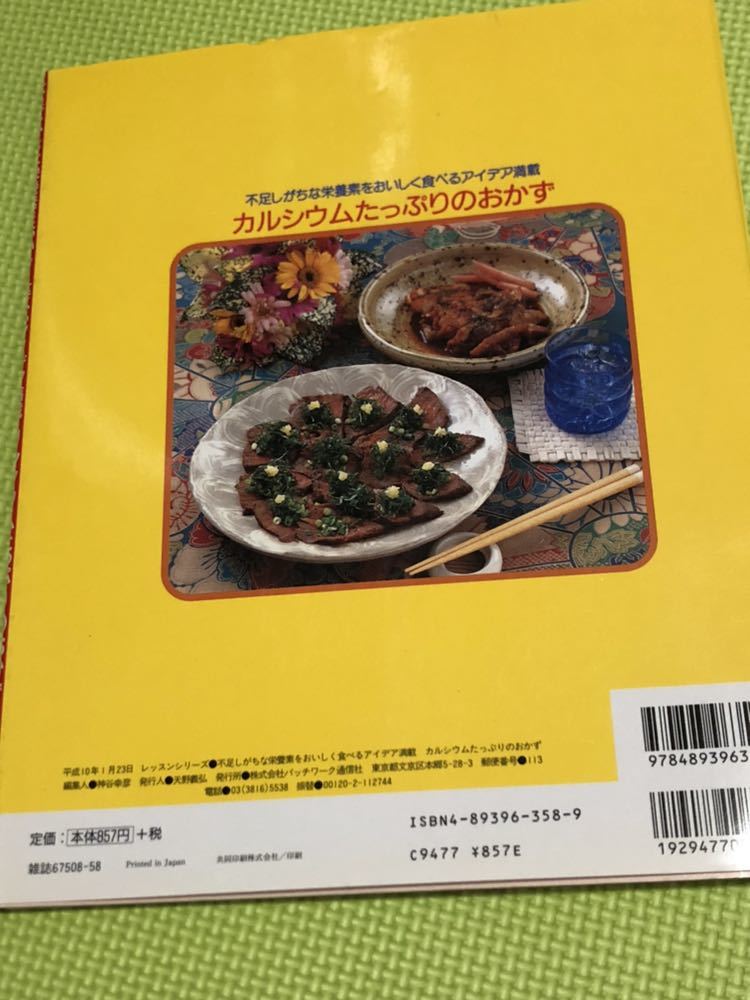 不足しがちな栄養素をおいしく食べるアイデア満載
カルシウムたっぷりのおかず
平成10年1月23日 レッスンシリーズ●不足しがちな栄養素をおいしく食べるアイデア満載 カルシウムたっぷりのおかず
編集人●神谷幸彦 発行人●天野義弘 発行所●株式会社パッチワーク通信社 東京都文京区本郷5-28-3 郵便番号●113
電話●03(3816)5538 振替●00120-2-112744
定価:本体857円+税
雑誌67508-58 Printed in Japan 共同印刷株式会社/印刷
ISBN4-89396-358-9
C9477 ¥857E
9784893963
19294770